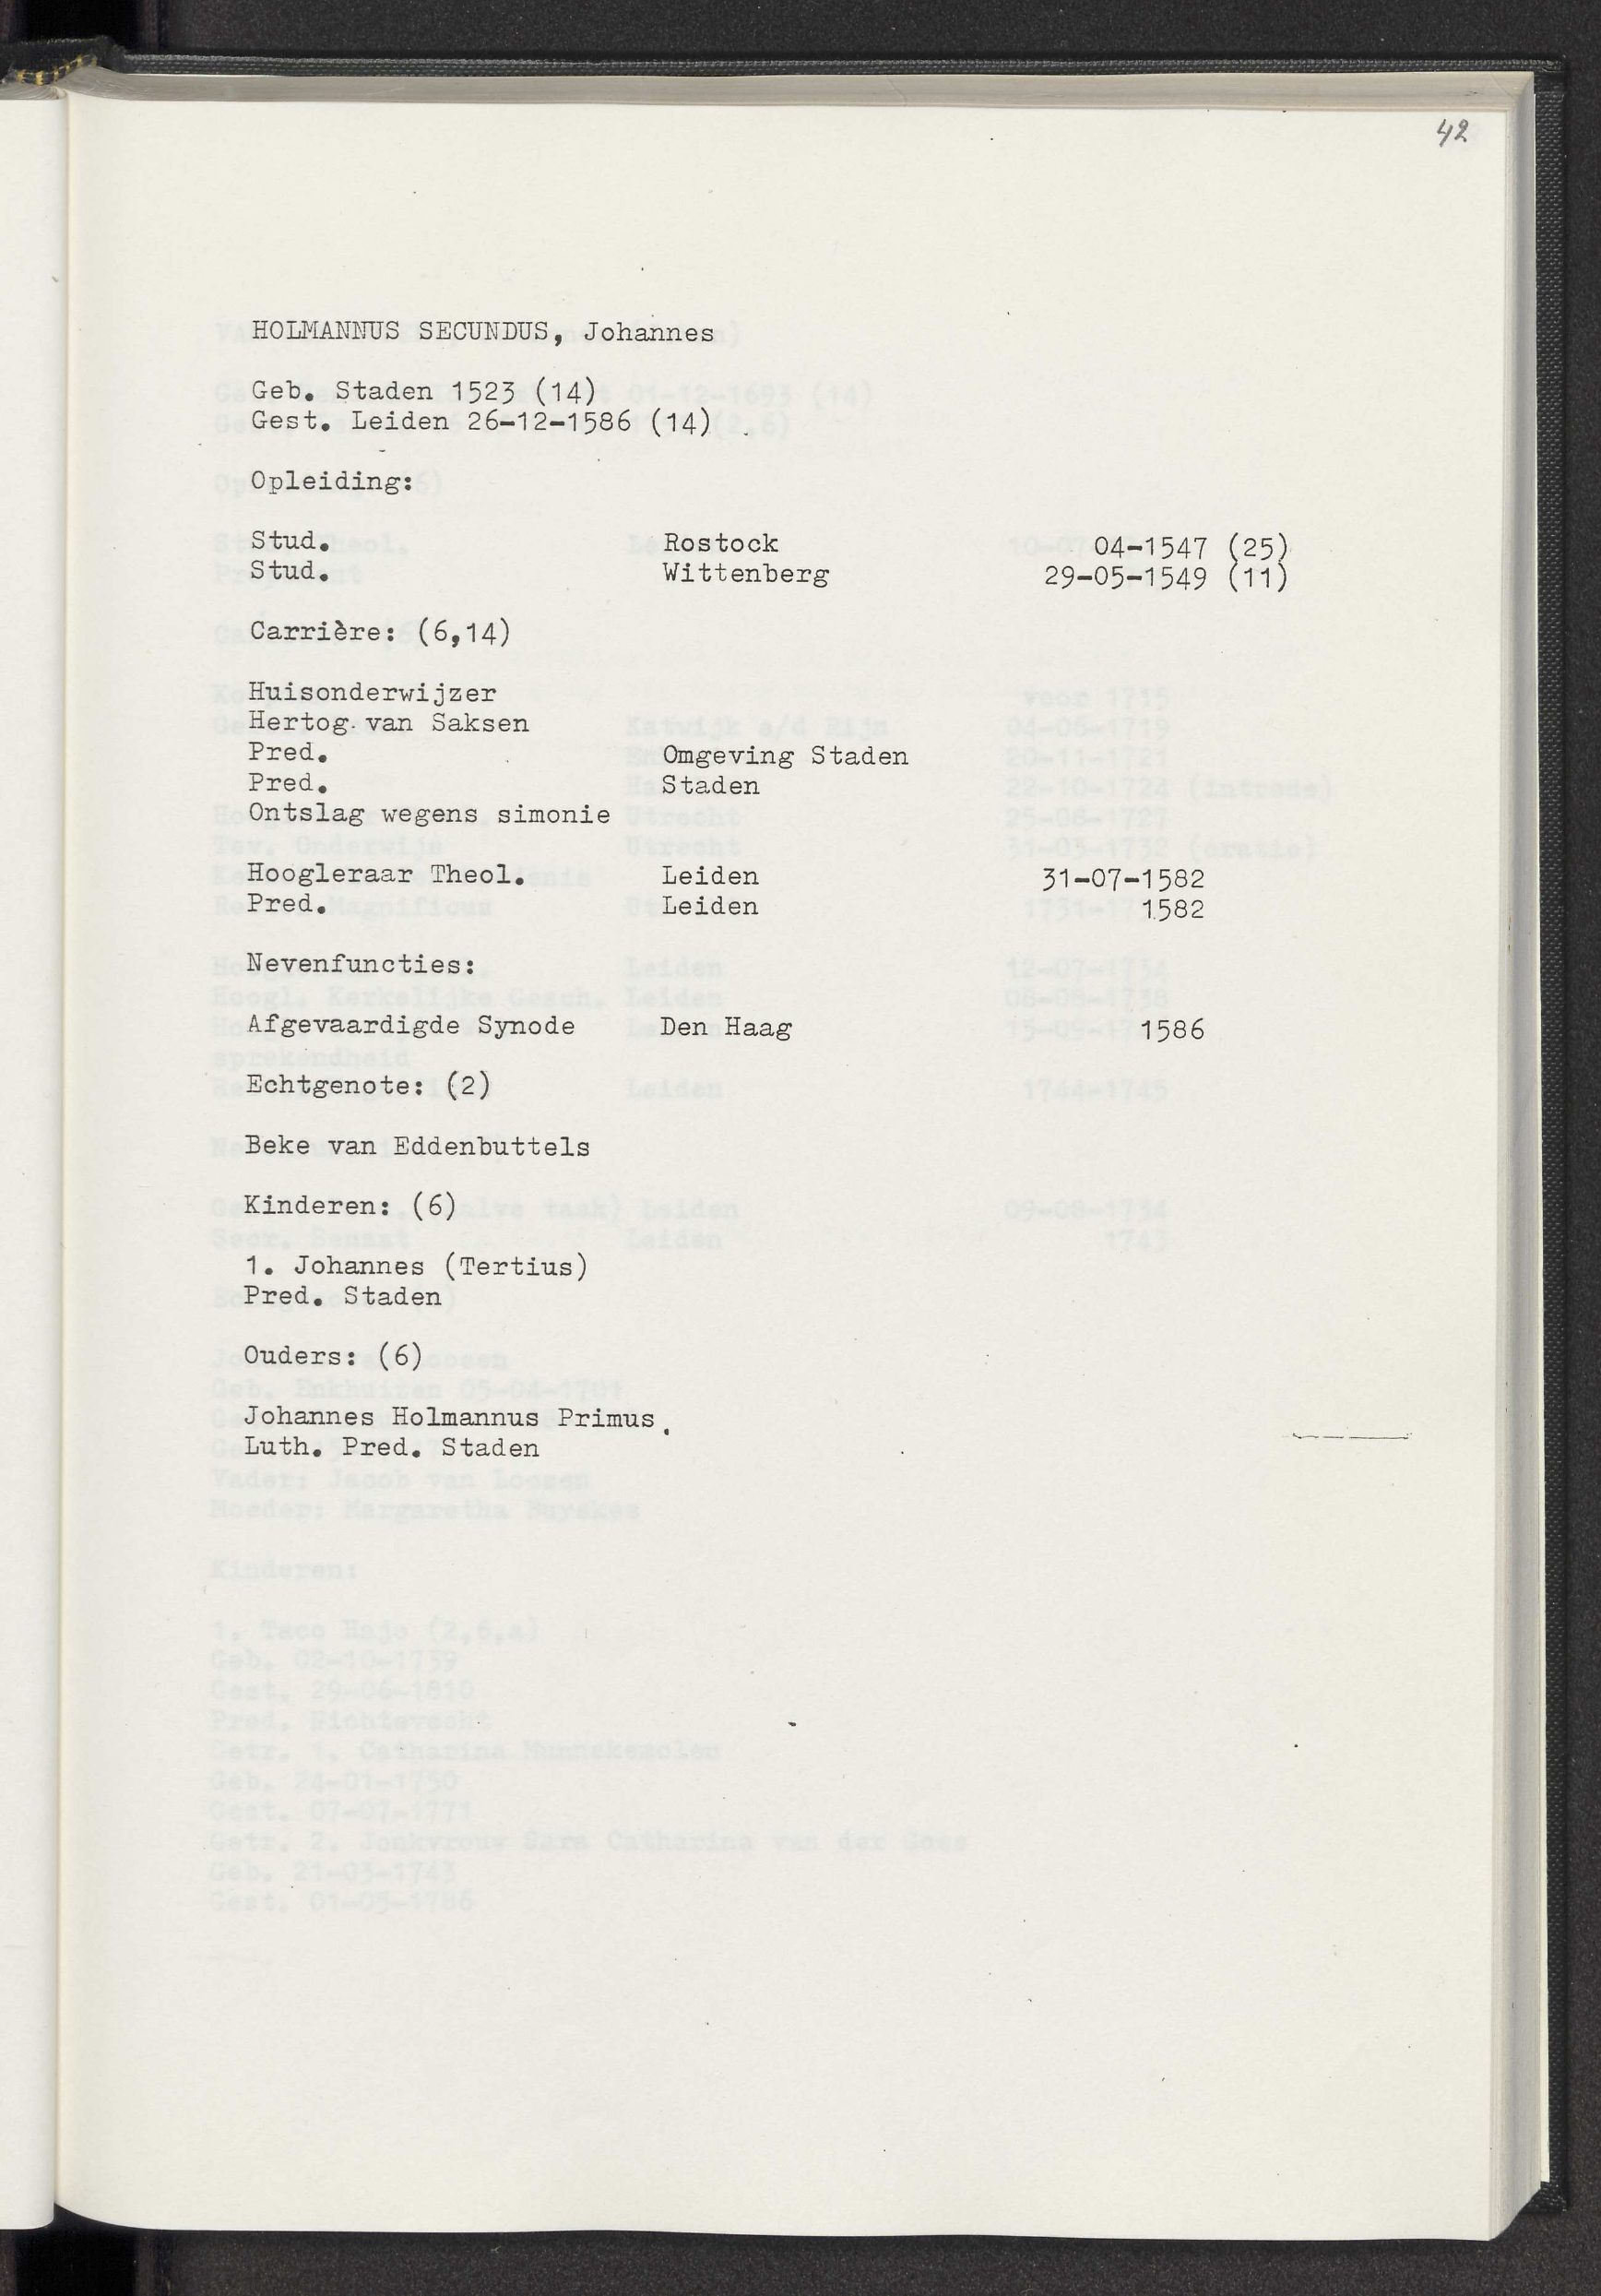 42
HOLMANNUS SECUNDUS, Johannes
Geb. Staden 1523 (14)
Gest. Leiden 26-12-1586 (14)
Opleiding:
Stud. Rostock 04-1547 (25)
Stud. Wittenberg 29-05-1549 (11)
Carrière: (6,14)
Huisonderwijzer
Hertog van Saksen
Pred. Omgeving Staden
Pred. Staden
Ontslag wegens simonie
Hoogleraar Theol. Leiden 31-07-1582
Pred. Leiden 1582
Nevenfuncties:
Afgevaardigde Synode Den Haag 1586
Echtgenote: (2)
Beke van Eddenbuttels
Kinderen: (6)
1. Johannes (Tertius)
Pred. Staden
Ouders: (6)
Johannes Holmannus Primus
Luth. Pred. Staden